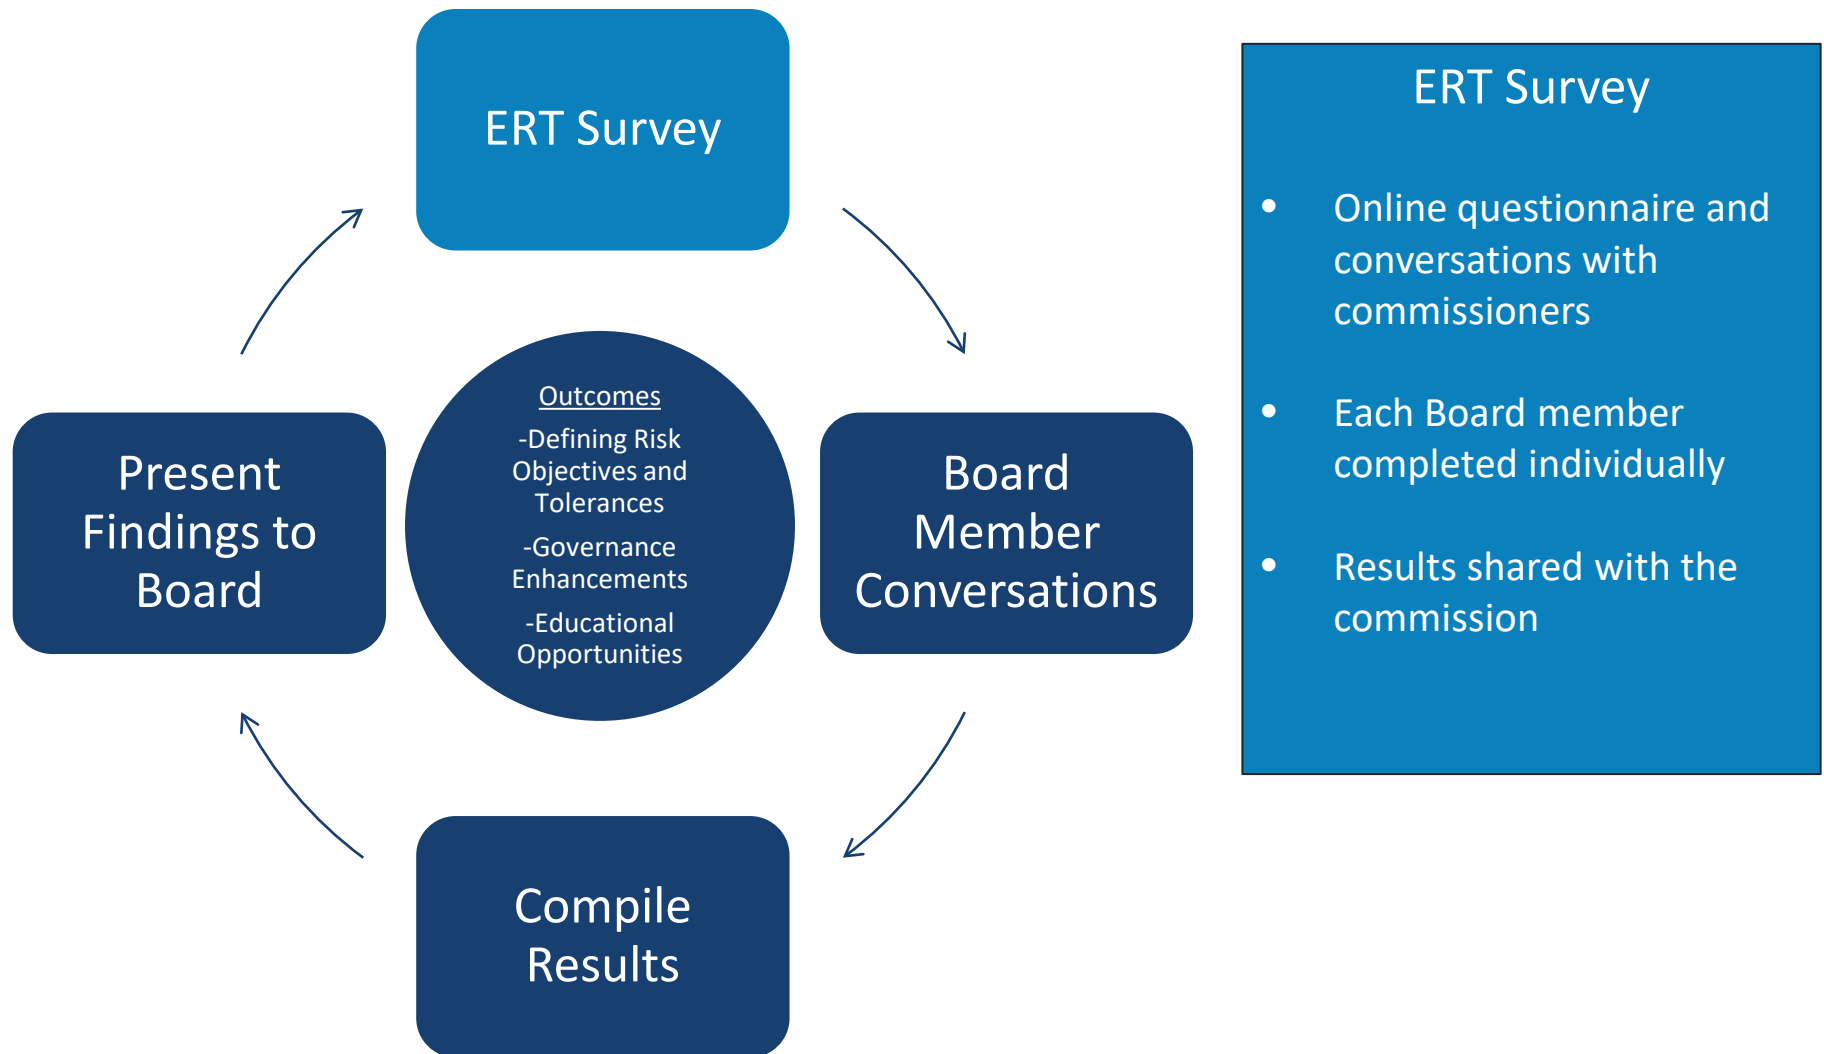 ERT Survey
Board
Member
Conversations
Compile
Results
Present
Findings to
Board
Outcomes
-Defining Risk
Objectives and
Tolerances
-Governance
Enhancements
-Educational
Opportunities
ERT Survey
• Online questionnaire and
conversations with
commissioners
• Each Board member
completed individually
• Results shared with the
commission